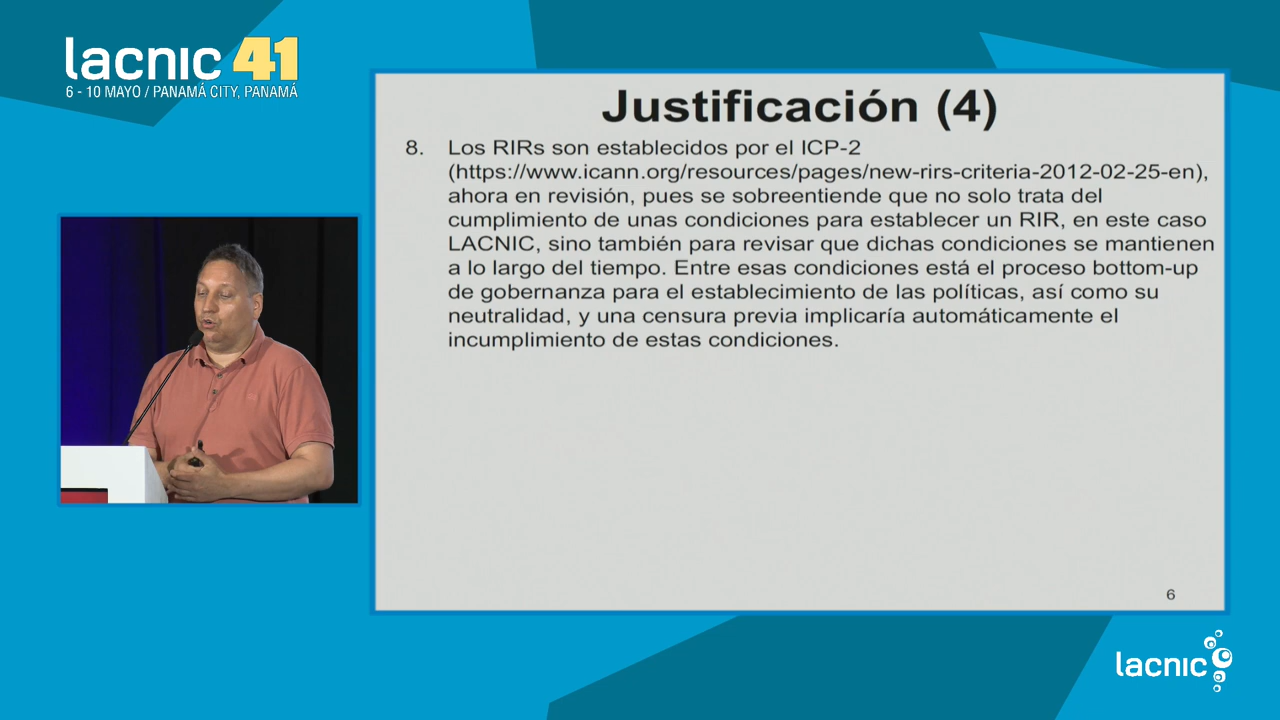 lacnic 41
6 - 10 MAYO / PANAMÁ CITY, PANAMÁ
Justificación (4)
8. Los RIRs son establecidos por el ICP-2
(https://www.icann.org/resources/pages/new-rirs-criteria-2012-02-25-en),
ahora en revisión, pues se sobreentiende que no solo trata del
cumplimiento de unas condiciones para establecer un RIR, en este caso
LACNIC, sino también para revisar que dichas condiciones se mantienen
a lo largo del tiempo. Entre esas condiciones está el proceso bottom-up
de gobernanza para el establecimiento de las políticas, así como su
neutralidad, y una censura previa implicaría automáticamente el
incumplimiento de estas condiciones.
6
lacnic